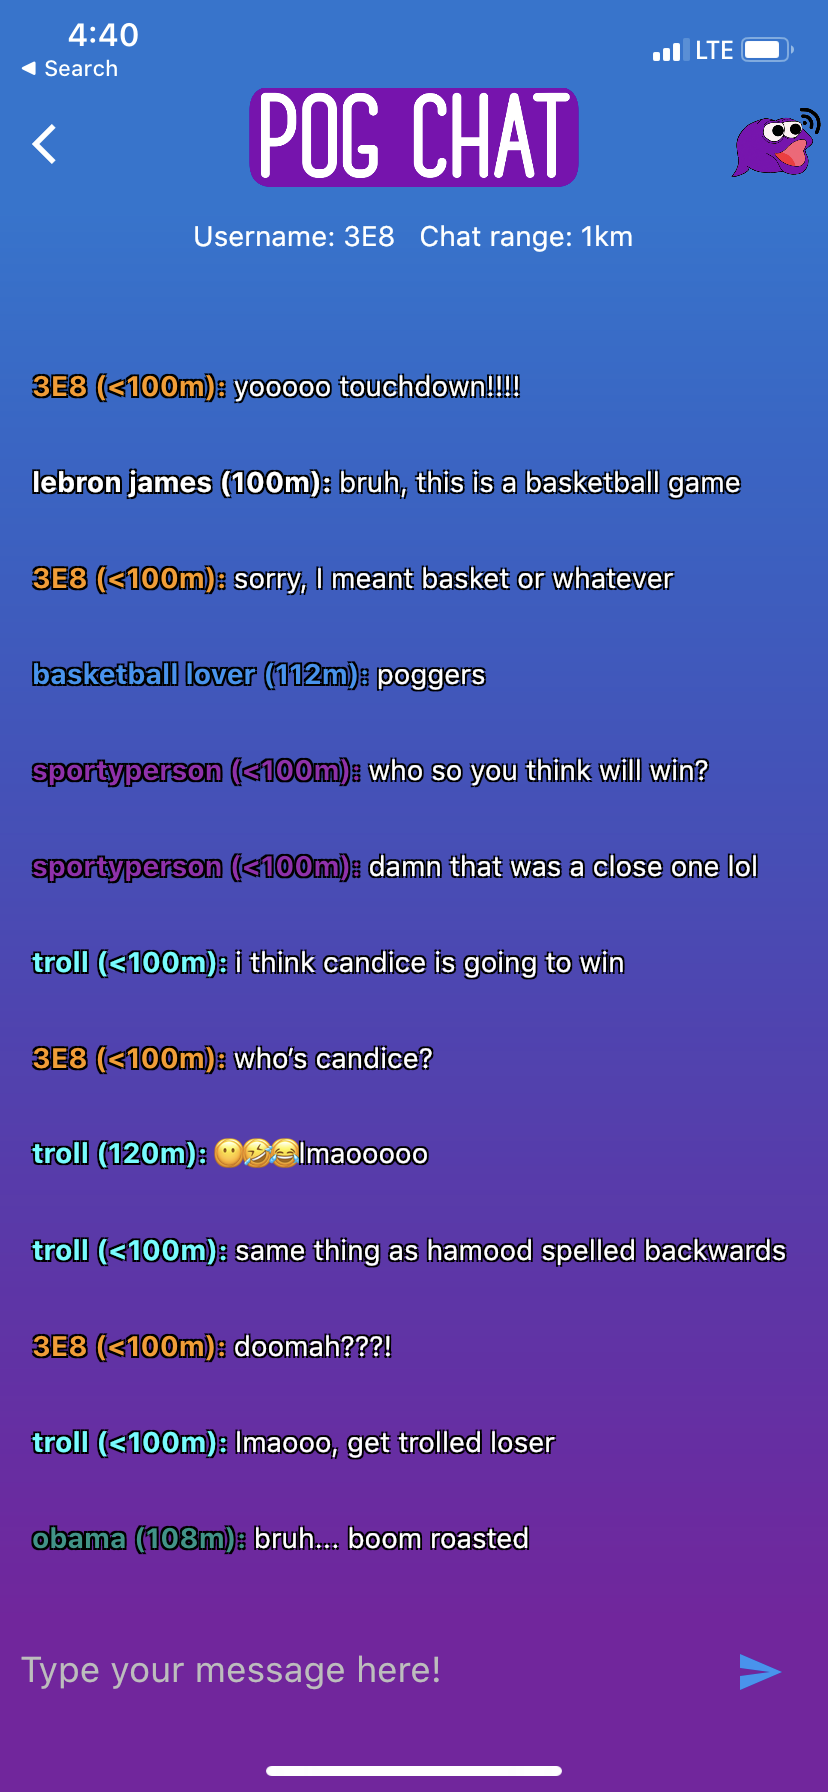 4:40
LTE
◀ Search
POG CHAT
Username: 3E8 Chat range: 1km
3E8 (<100m): yooooo touchdown!!!!
lebron james (100m): bruh, this is a basketball game
3E8 (<100m): sorry, I meant basket or whatever
basketball lover (112m): poggers
sportyperson (<100m): who so you think will win?
sportyperson (<100m): damn that was a close one lol
troll (<100m): i think candice is going to win
3E8 (<100m): who's candice?
troll (120m): 😶🤣😂lmaooooo
troll (<100m): same thing as hamood spelled backwards
3E8 (<100m): doomah???!
troll (<100m): lmaooo, get trolled loser
obama (108m): bruh... boom roasted
Type your message here!